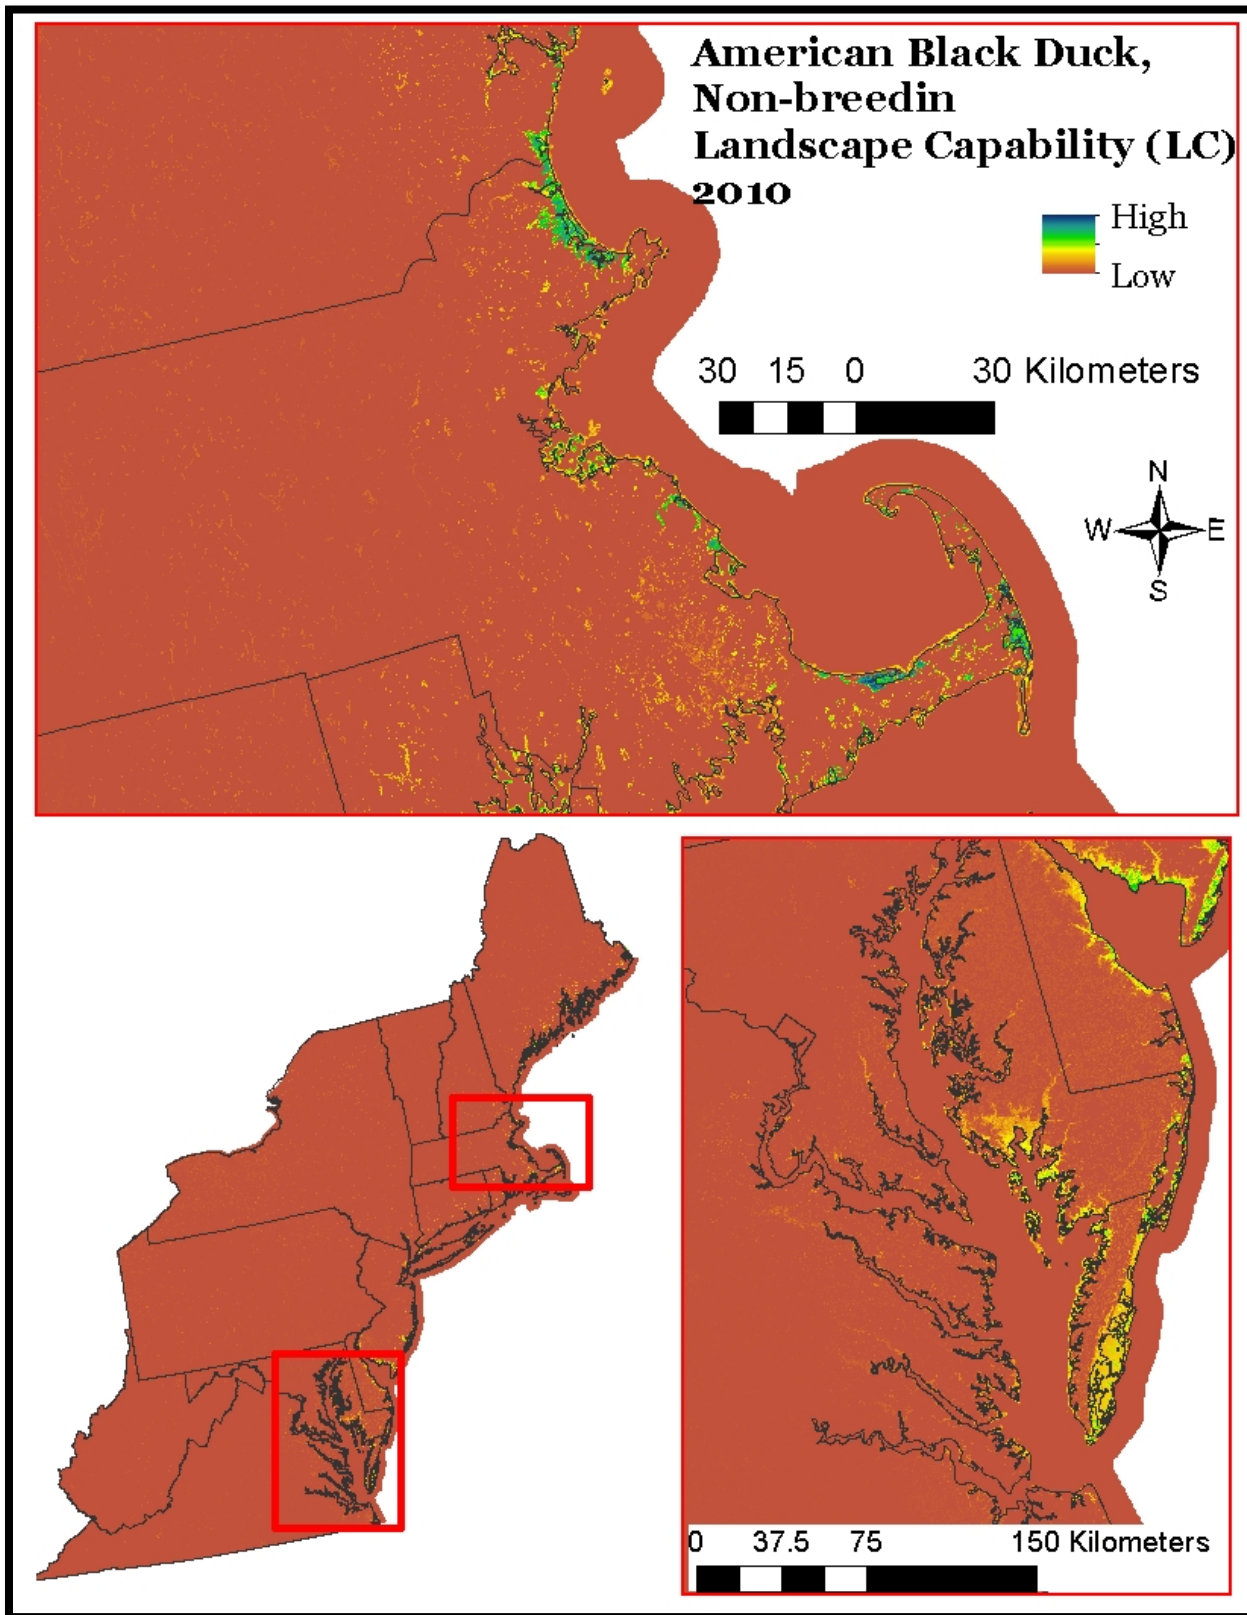 American Black Duck,
Non-breedin
Landscape Capability (LC)
2010
High
Low
30 15 0 30 Kilometers
N
W E
S
0 37.5 75 150 Kilometers